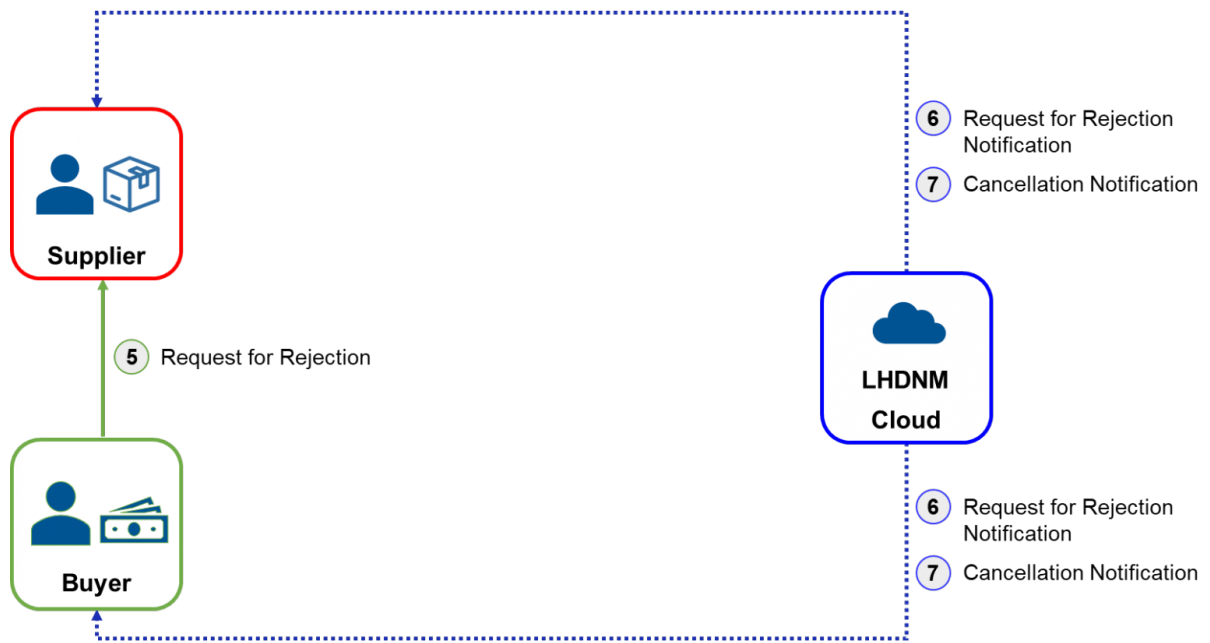 6 Request for Rejection
Notification
7 Cancellation Notification
Supplier
5 Request for Rejection
LHDNM
Cloud
6 Request for Rejection
Notification
7 Cancellation Notification
Buyer